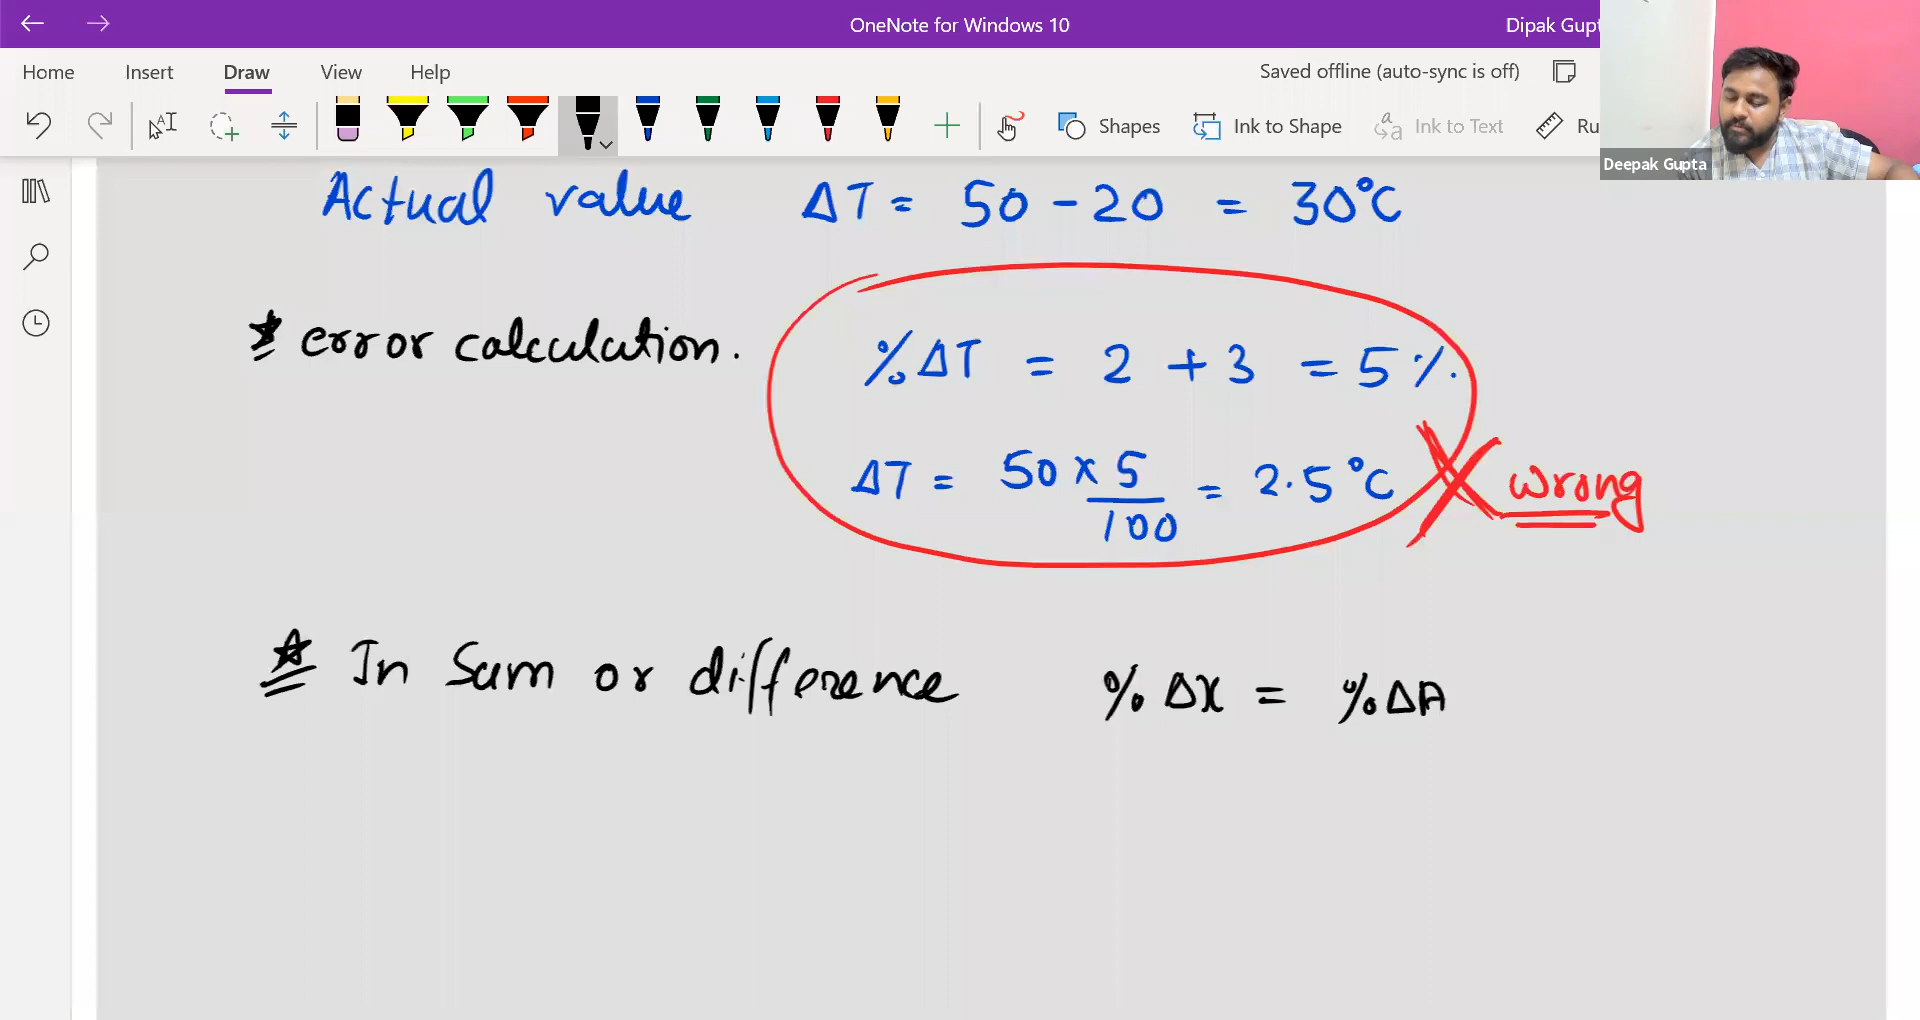 OneNote for Windows 10
Dipak Gupt
Home Insert Draw View Help
Saved offline (auto-sync is off)
Shapes Ink to Shape Ink to Text Ru
Deepak Gupta
Actual value ΔT = 50 - 20 = 30°C
* error calculation.
% ΔT = 2 + 3 = 5 %.
ΔT = 50 x 5 / 100 = 2.5°C
wrong
* In Sum or difference % ΔX = % ΔA